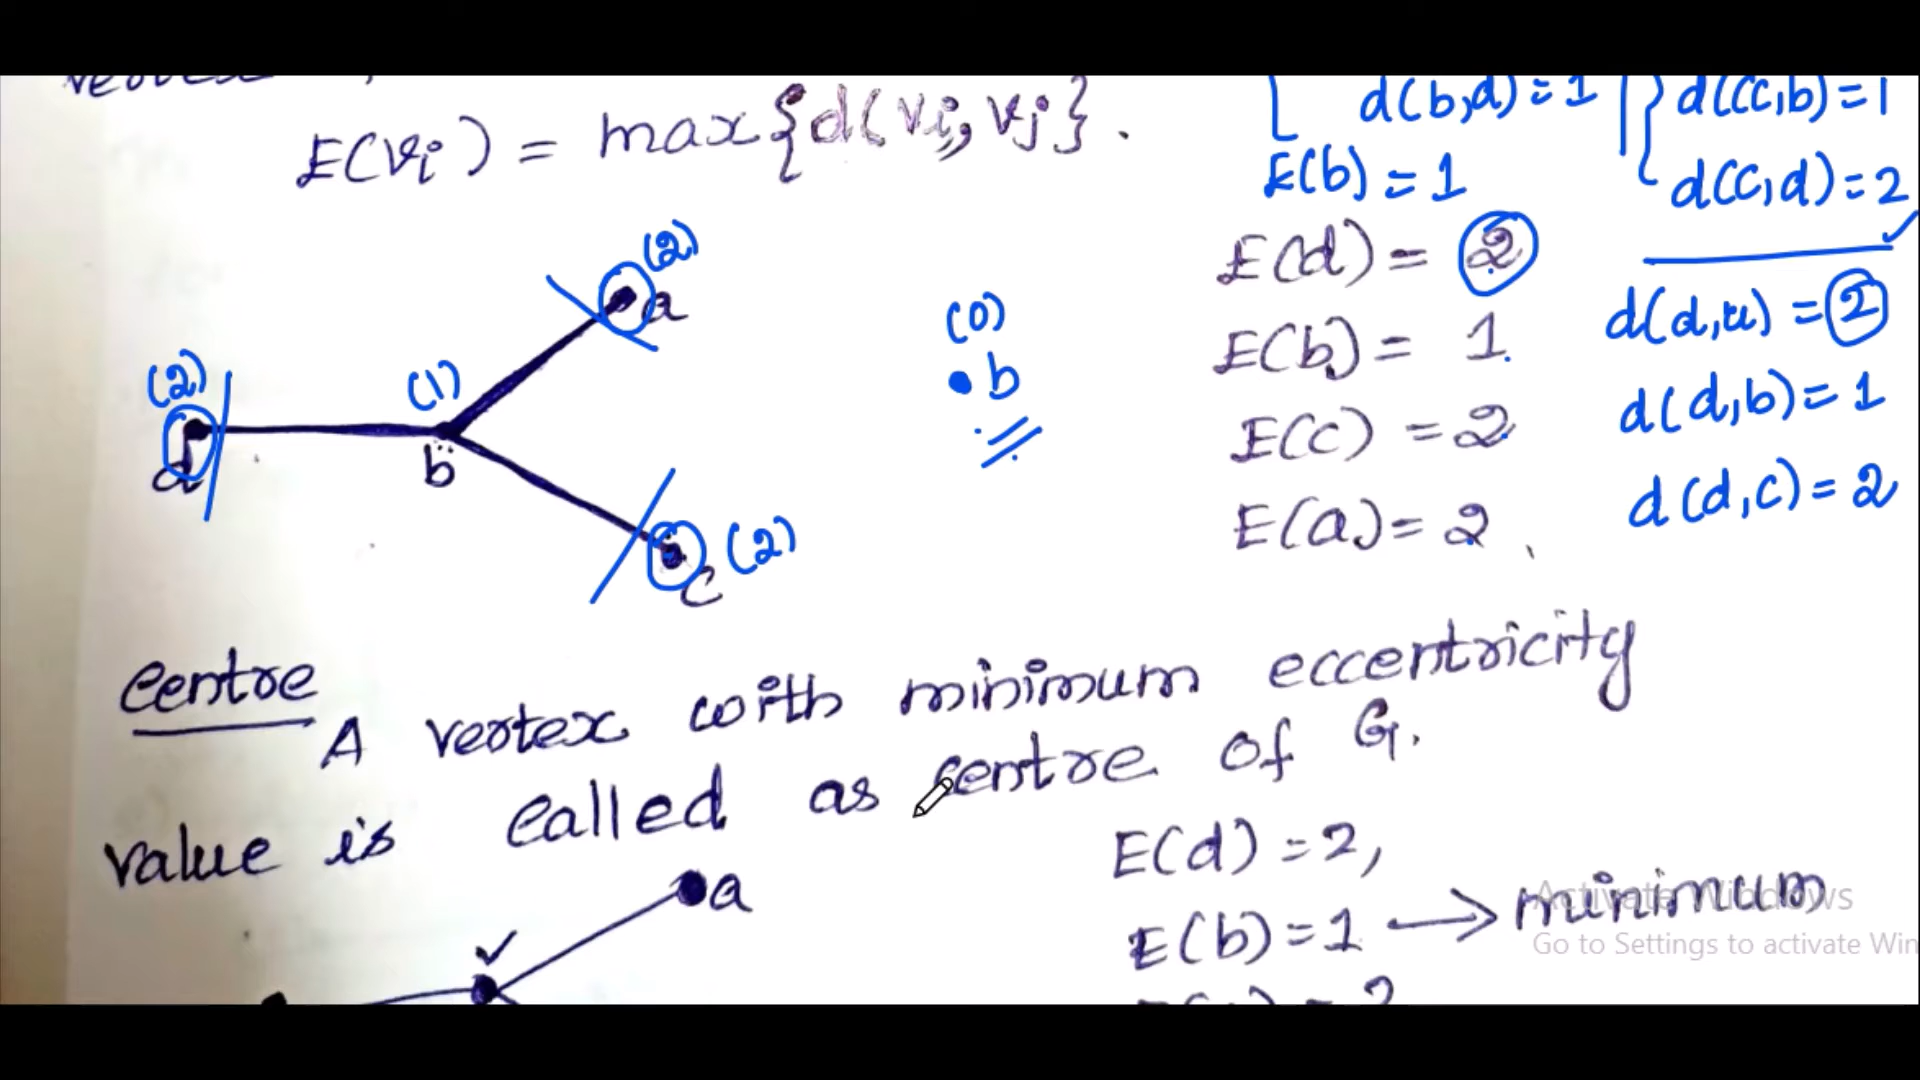 E(vi) = max{d(vi, vj}.
d(b,d)=1
E(b)=1
d(c,b)=1
d(c,d)=2
(2)
a
(2)
d
(1)
b
(2)
c
(0)
b
E(d)= 2
E(b)= 1
E(c) =2
E(a)=2
d(d,a)=2
d(d,b)=1
d(d,c)=2
Centre
A vertex with minimum eccentricity
value is called as centre of G.
a
E(d)=2,
E(b)=1 → minimum
Activate Windows
Go to Settings to activate Win